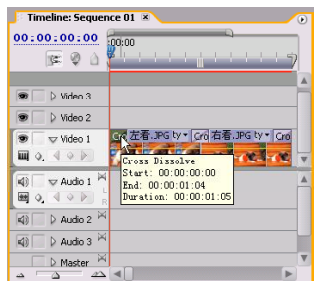 Timeline: Sequence 01
00:00:00:00
:00:00
Video 3
Video 2
Video 1
Cro 左看.JPG ty Cro 右看.JPG ty Cro
Cross Dissolve
Start: 00:00:00:00
End: 00:00:01:04
Duration: 00:00:01:05
Audio 1
L
R
Audio 2
Audio 3
Master